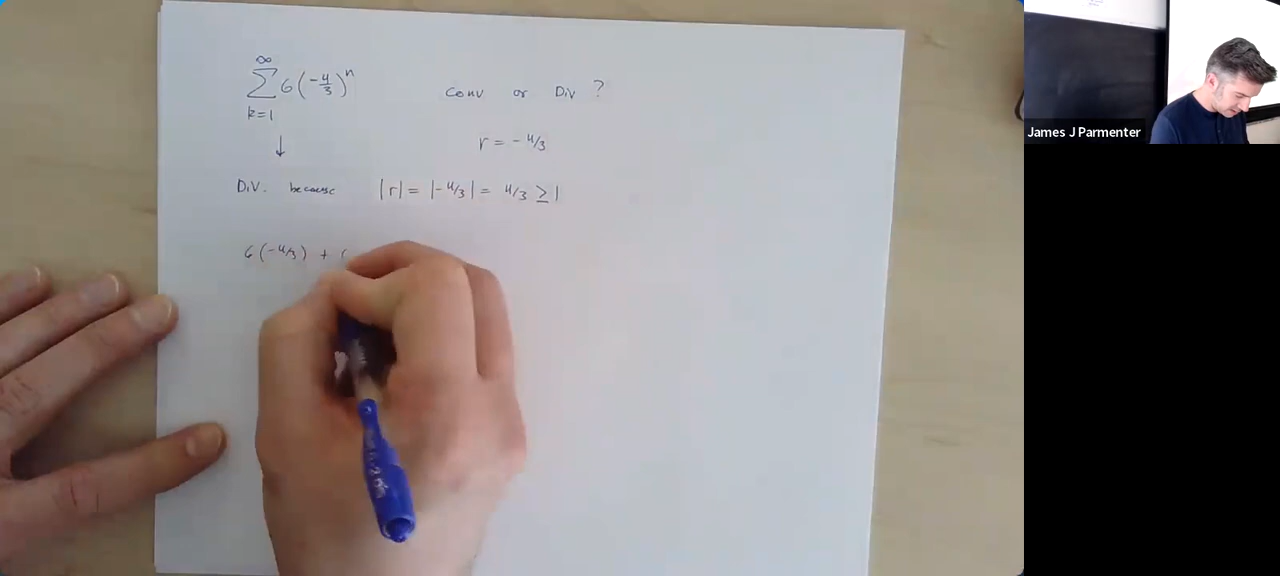 ∞
∑ 6(-4/3)^n Conv or Div ?
k=1
↓ r = -4/3
Div. because |r| = |-4/3| = 4/3 ≥ 1
6(-4/3) + (
James J Parmenter